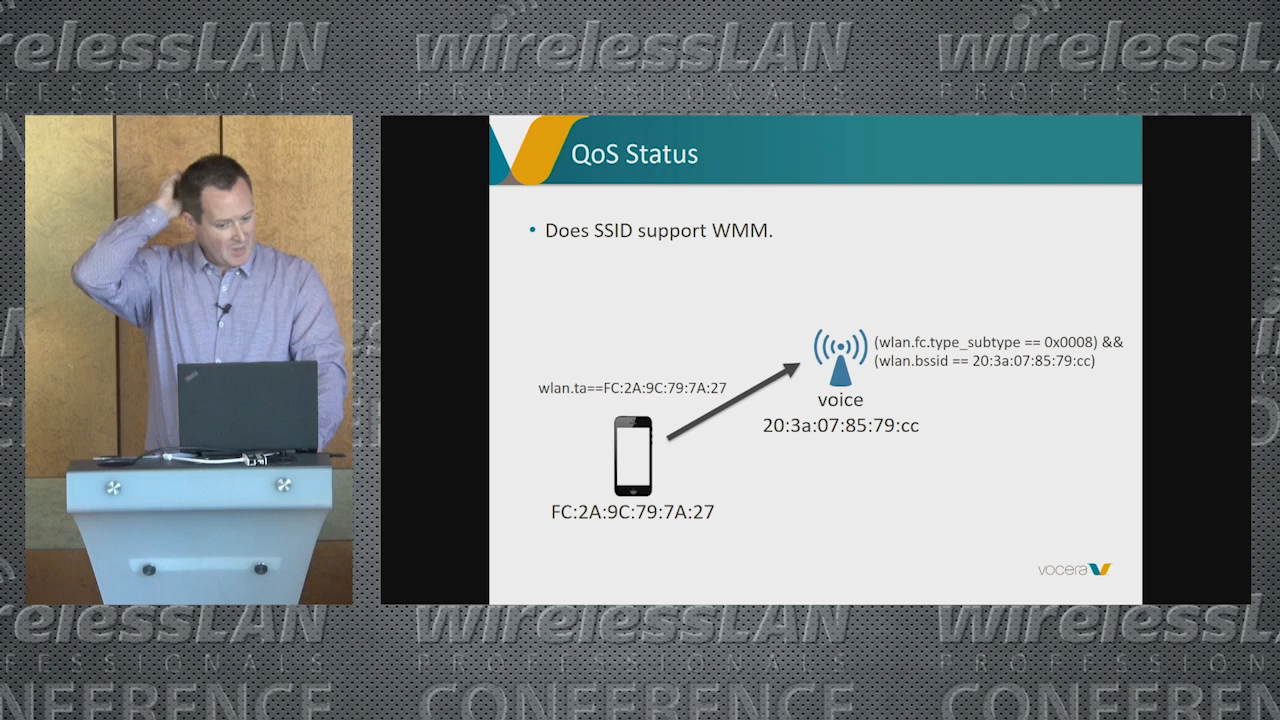 wirelessLAN
PROFESSIONALS
QoS Status
• Does SSID support WMM.
(wlan.fc.type_subtype == 0x0008) &&
(wlan.bssid == 20:3a:07:85:79:cc)
wlan.ta==FC:2A:9C:79:7A:27
voice
20:3a:07:85:79:cc
FC:2A:9C:79:7A:27
vocera
wirelessLAN
PROFESSIONALS
CONFERENCE